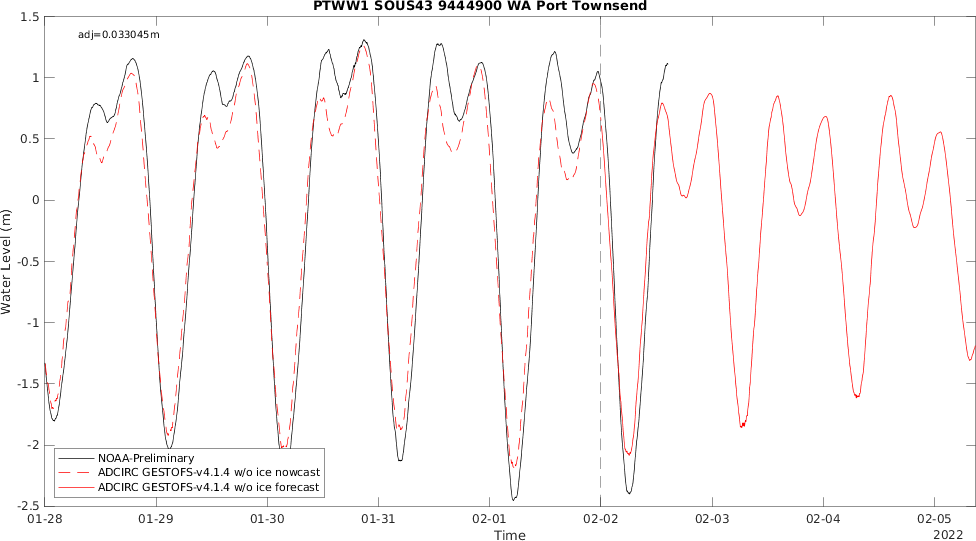 PTWW1 SOUS43 9444900 WA Port Townsend
adj=0.033045m
1.5
1
0.5
0
-0.5
-1
-1.5
-2
-2.5
Water Level (m)
NOAA-Preliminary
ADCIRC GESTOFS-v4.1.4 w/o ice nowcast
ADCIRC GESTOFS-v4.1.4 w/o ice forecast
01-28 01-29 01-30 01-31 02-01 02-02 02-03 02-04 02-05
Time
2022